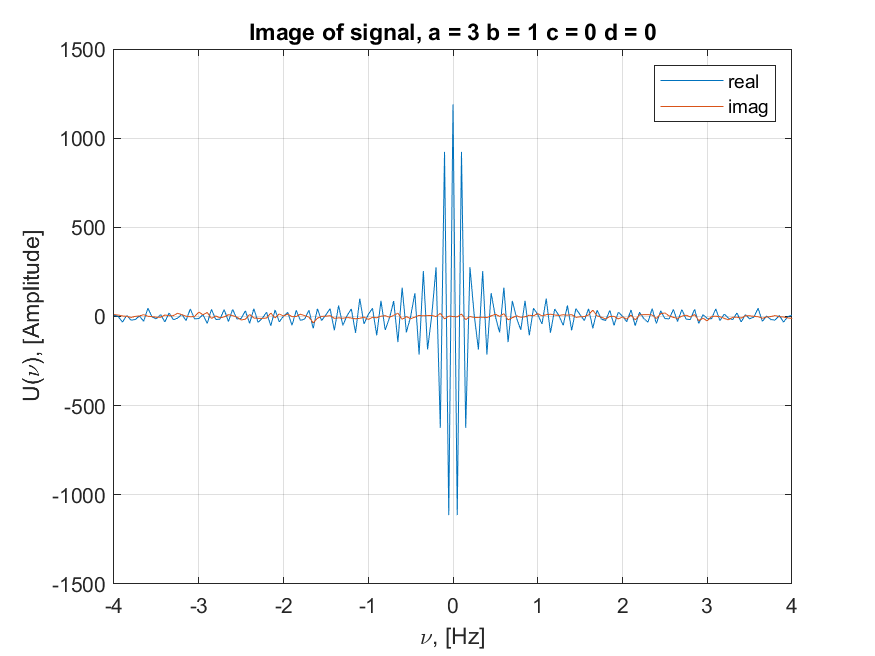 Image of signal, a = 3 b = 1 c = 0 d = 0
1500
real
imag
1000
500
0
-500
-1000
-1500
U(ν), [Amplitude]
-4 -3 -2 -1 0 1 2 3 4
ν, [Hz]